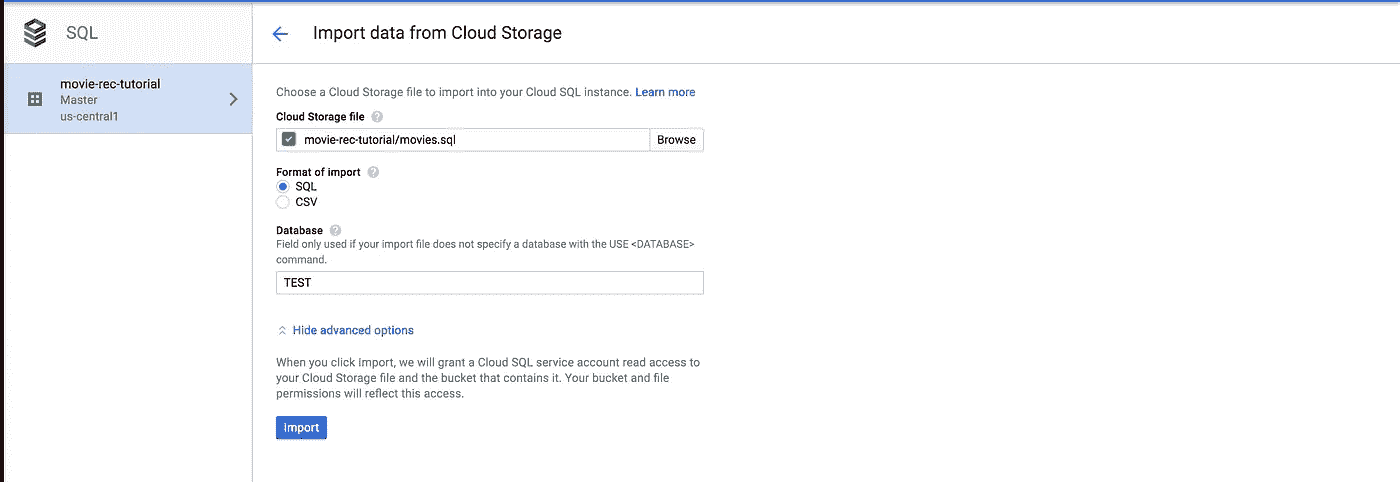 SQL
Import data from Cloud Storage
movie-rec-tutorial
Master
us-central1
Choose a Cloud Storage file to import into your Cloud SQL instance. Learn more
Cloud Storage file ?
movie-rec-tutorial/movies.sql
Browse
Format of import ?
SQL
CSV
Database ?
Field only used if your import file does not specify a database with the USE <DATABASE>
command.
TEST
Hide advanced options
When you click Import, we will grant a Cloud SQL service account read access to
your Cloud Storage file and the bucket that contains it. Your bucket and file
permissions will reflect this access.
Import